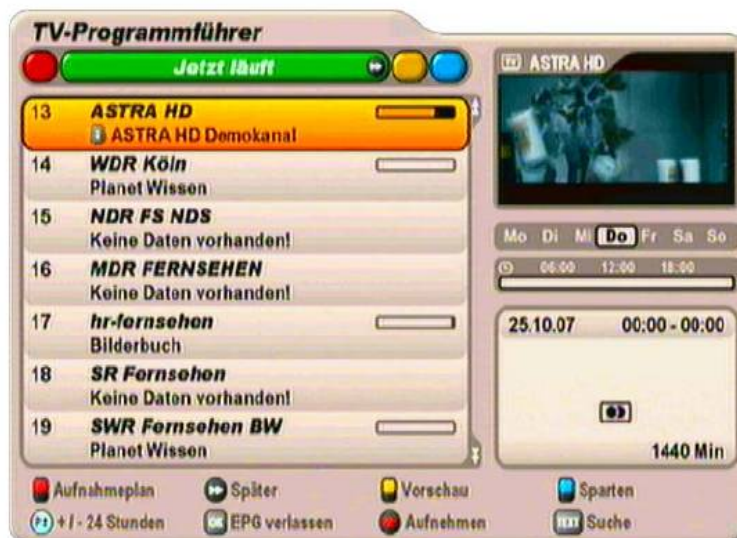 TV-Programmführer
Jetzt läuft
13 ASTRA HD
ASTRA HD Demokanal
14 WDR Köln
Planet Wissen
15 NDR FS NDS
Keine Daten vorhanden!
16 MDR FERNSEHEN
Keine Daten vorhanden!
17 hr-fernsehen
Bilderbuch
18 SR Fernsehen
Keine Daten vorhanden!
19 SWR Fernsehen BW
Planet Wissen
TV ASTRA HD
Mo Di Mi Do Fr Sa So
06:00 12:00 18:00
25.10.07 00:00 - 00:00
1440 Min
Aufnahmeplan Später Vorschau Sparten
+ / - 24 Stunden OK EPG verlassen Aufnehmen TEXT Suche